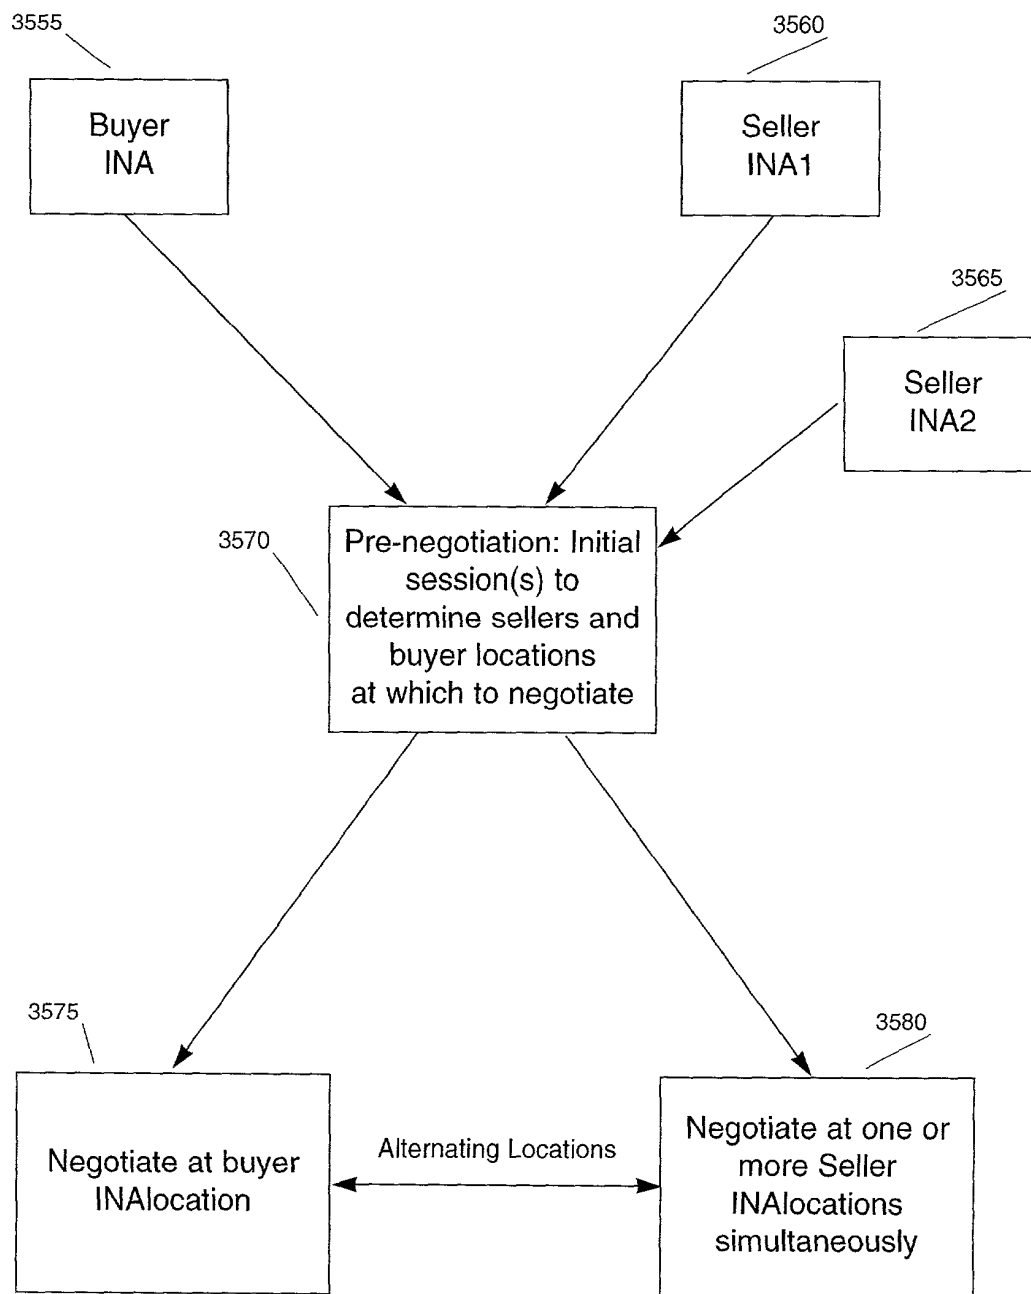 3555
Buyer
INA
3560
Seller
INA1
3565
Seller
INA2
3570
Pre-negotiation: Initial
session(s) to
determine sellers and
buyer locations
at which to negotiate
3575
Negotiate at buyer
INAlocation
Alternating Locations
3580
Negotiate at one or
more Seller
INAlocations
simultaneously